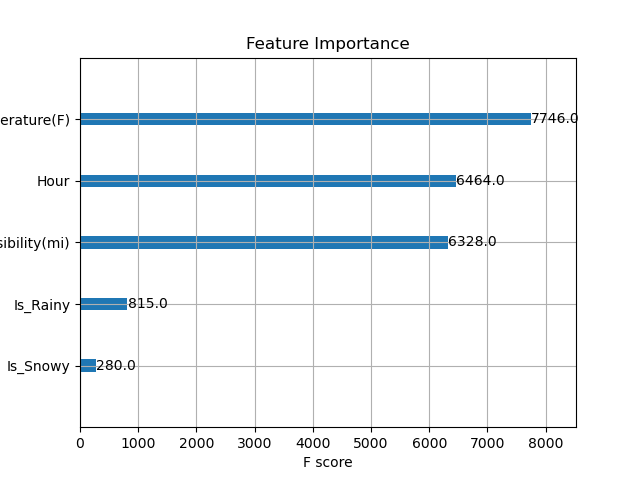 Feature Importance
erature(F)
7746.0
Hour
6464.0
sibility(mi)
6328.0
Is_Rainy
815.0
Is_Snowy
280.0
0 1000 2000 3000 4000 5000 6000 7000 8000
F score